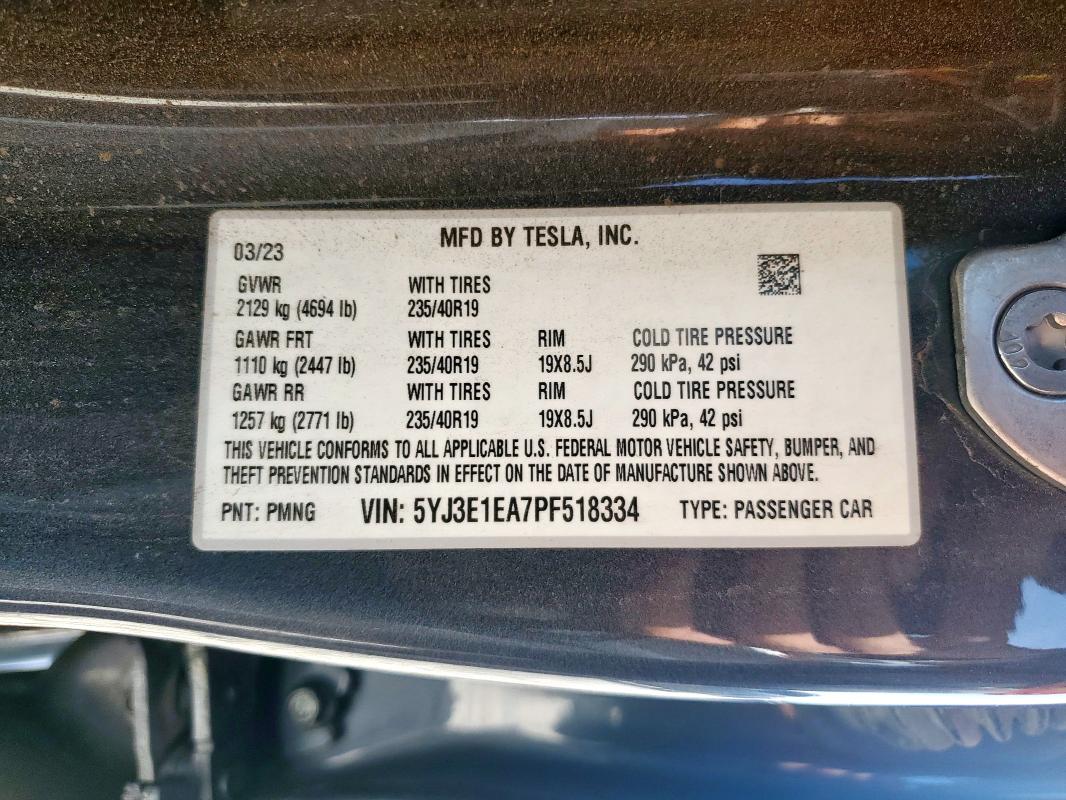 MFD BY TESLA, INC.
03/23
GVWR WITH TIRES
2129 kg (4694 lb) 235/40R19
GAWR FRT WITH TIRES RIM COLD TIRE PRESSURE
1110 kg (2447 lb) 235/40R19 19X8.5J 290 kPa, 42 psi
GAWR RR WITH TIRES RIM COLD TIRE PRESSURE
1257 kg (2771 lb) 235/40R19 19X8.5J 290 kPa, 42 psi
THIS VEHICLE CONFORMS TO ALL APPLICABLE U.S. FEDERAL MOTOR VEHICLE SAFETY, BUMPER, AND
THEFT PREVENTION STANDARDS IN EFFECT ON THE DATE OF MANUFACTURE SHOWN ABOVE.
PNT: PMNG VIN: 5YJ3E1EA7PF518334 TYPE: PASSENGER CAR